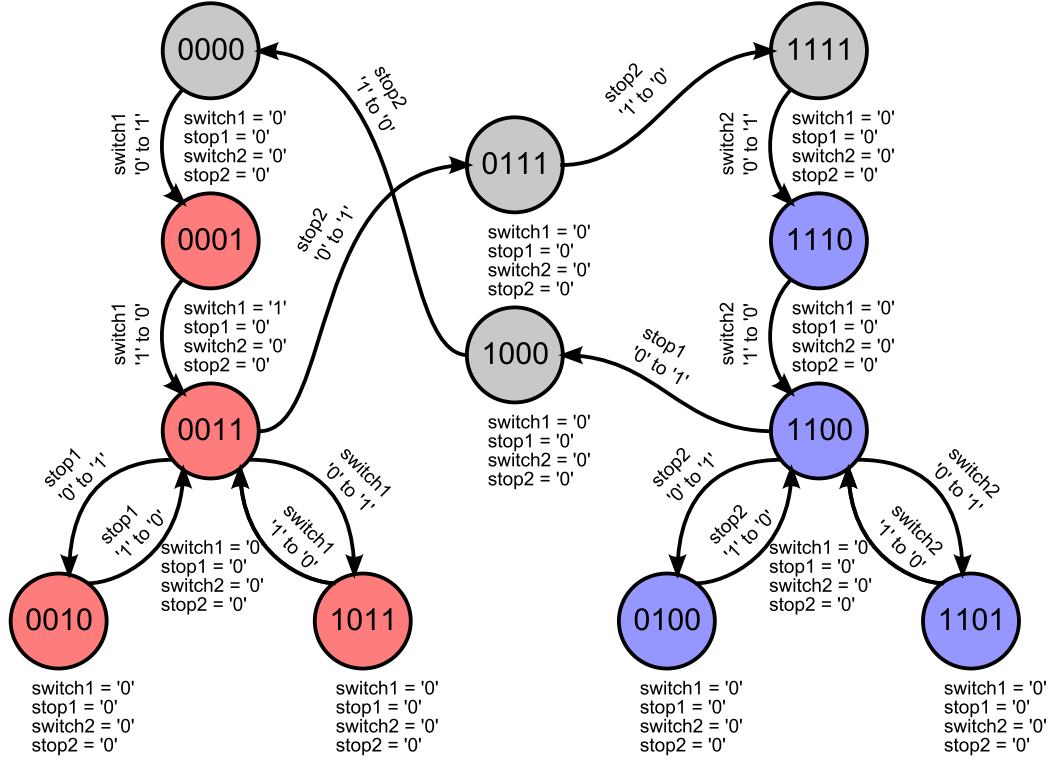 0000
1111
switch1
'0' to '1'
switch1 = '0'
stop1 = '0'
switch2 = '0'
stop2 = '0'
stop2
'1' to '0'
stop2
'1' to '0'
switch2
'0' to '1'
switch1 = '0'
stop1 = '0'
switch2 = '0'
stop2 = '0'
0111
switch1 = '0'
stop1 = '0'
switch2 = '0'
stop2 = '0'
0001
stop2
'0' to '1'
1110
switch1
'1' to '0'
switch1 = '1'
stop1 = '0'
switch2 = '0'
stop2 = '0'
1000
switch1 = '0'
stop1 = '0'
switch2 = '0'
stop2 = '0'
stop1
'0' to '1'
switch2
'1' to '0'
switch1 = '0'
stop1 = '0'
switch2 = '0'
stop2 = '0'
0011
1100
stop1
'0' to '1'
stop1
'1' to '0'
switch1
'0' to '1'
switch1
'1' to '0'
switch1 = '0
stop1 = '0'
switch2 = '0'
stop2 = '0'
stop2
'0' to '1'
stop2
'1' to '0'
switch2
'0' to '1'
switch2
'1' to '0'
switch1 = '0
stop1 = '0'
switch2 = '0'
stop2 = '0'
0010
1011
0100
1101
switch1 = '0'
stop1 = '0'
switch2 = '0'
stop2 = '0'
switch1 = '0'
stop1 = '0'
switch2 = '0'
stop2 = '0'
switch1 = '0'
stop1 = '0'
switch2 = '0'
stop2 = '0'
switch1 = '0'
stop1 = '0'
switch2 = '0'
stop2 = '0'